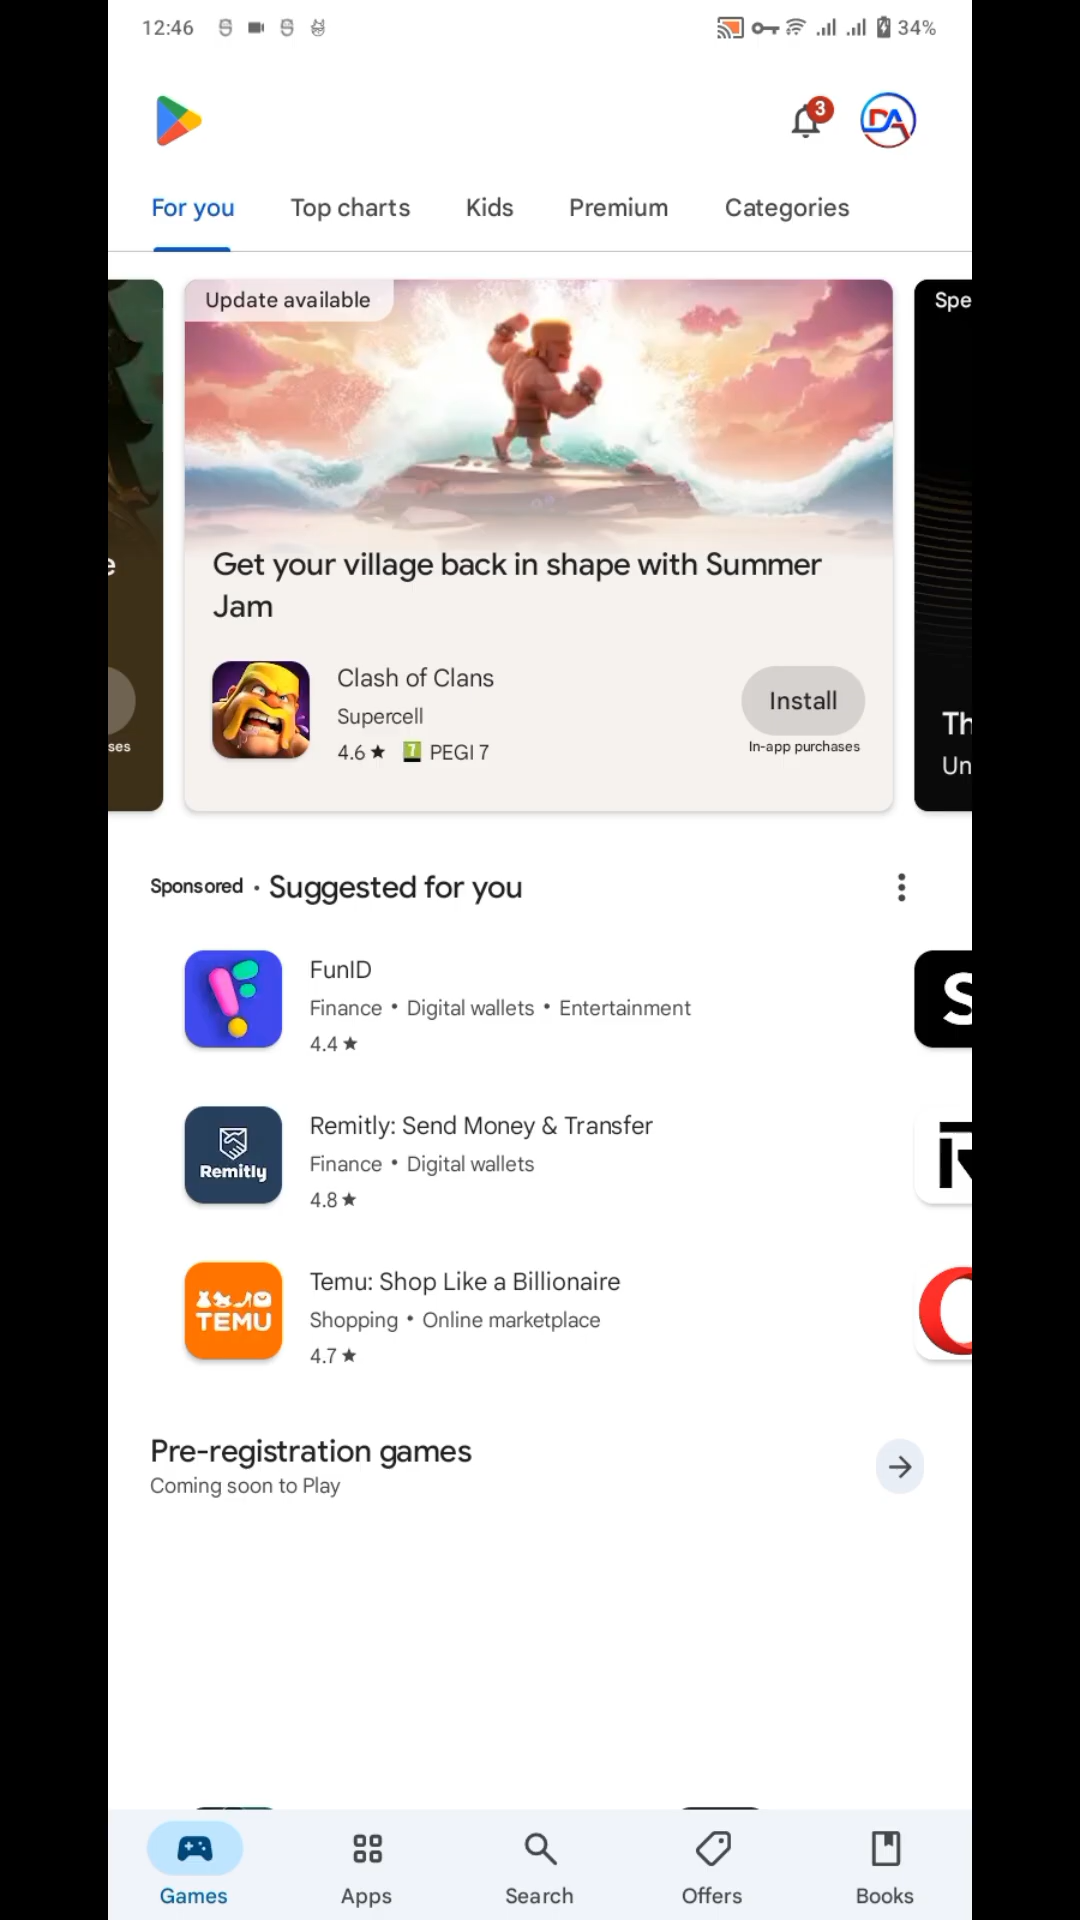 12:46
34%
3
DA
For you Top charts Kids Premium Categories
Update available
Spe
Get your village back in shape with Summer
Jam
e
Clash of Clans
Supercell
4.6 ★ 7 PEGI 7
Install
In-app purchases
ses
Th
Un
Sponsored • Suggested for you
FunID
Finance • Digital wallets • Entertainment
4.4 ★
S
Remitly
Remitly: Send Money & Transfer
Finance • Digital wallets
4.8 ★
TEMU
Temu: Shop Like a Billionaire
Shopping • Online marketplace
4.7 ★
Pre-registration games
Coming soon to Play
Games Apps Search Offers Books